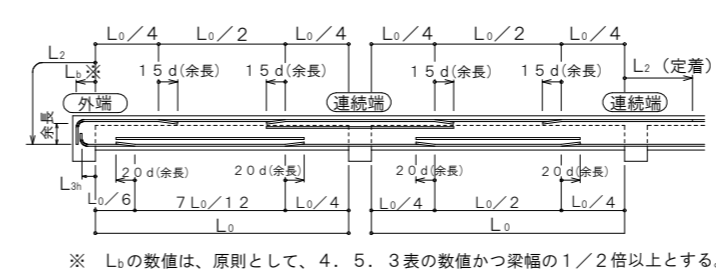 L₀／4 L₀／2 L₀／4 L₀／4 L₀／2 L₀／4
L₂
Lb※ 15d(余長) 15d(余長) 15d(余長) 15d(余長) L₂（定着）
外端 連続端 連続端
余長
L₃h 20d(余長) 20d(余長) 20d(余長) 20d(余長)
L₀／6 7L₀／12 L₀／4 L₀／4 L₀／2 L₀／4
L₀ L₀
※ Lbの数値は、原則として、4．5．3表の数値かつ梁幅の1／2倍以上とする。